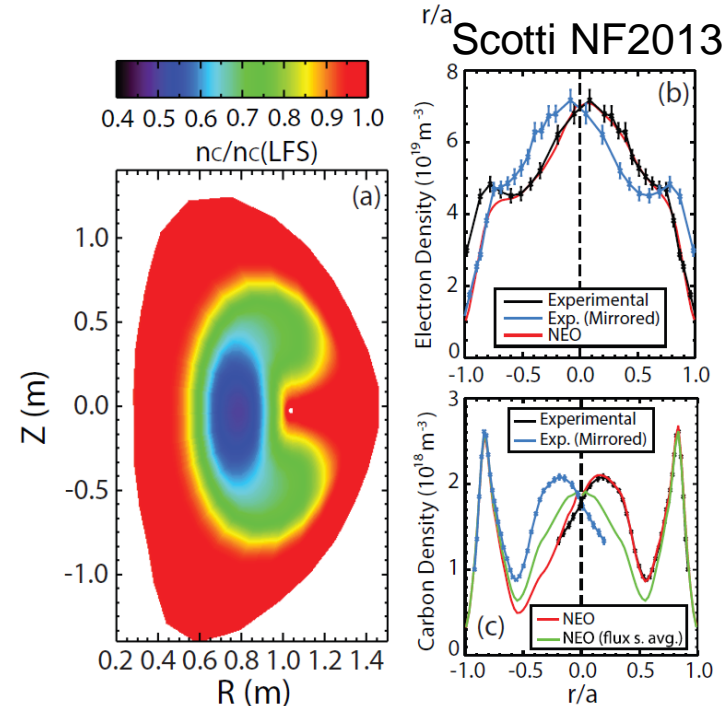 r/a
Scotti NF2013
0.4 0.5 0.6 0.7 0.8 0.9 1.0
nc/nc(LFS)
(a)
1.0
0.5
0.0
-0.5
-1.0
Z (m)
0.2 0.4 0.6 0.8 1.0 1.2 1.4
R (m)
(b)
8
6
4
2
0
Electron Density (10¹⁹m⁻³)
Experimental
Exp. (Mirrored)
NEO
-1.0 -0.5 0.0 0.5 1.0
3
2
1
0
Carbon Density (10¹⁸m⁻³)
Experimental
Exp. (Mirrored)
(c)
NEO
NEO (flux s. avg.)
-1.0 -0.5 0.0 0.5 1.0
r/a